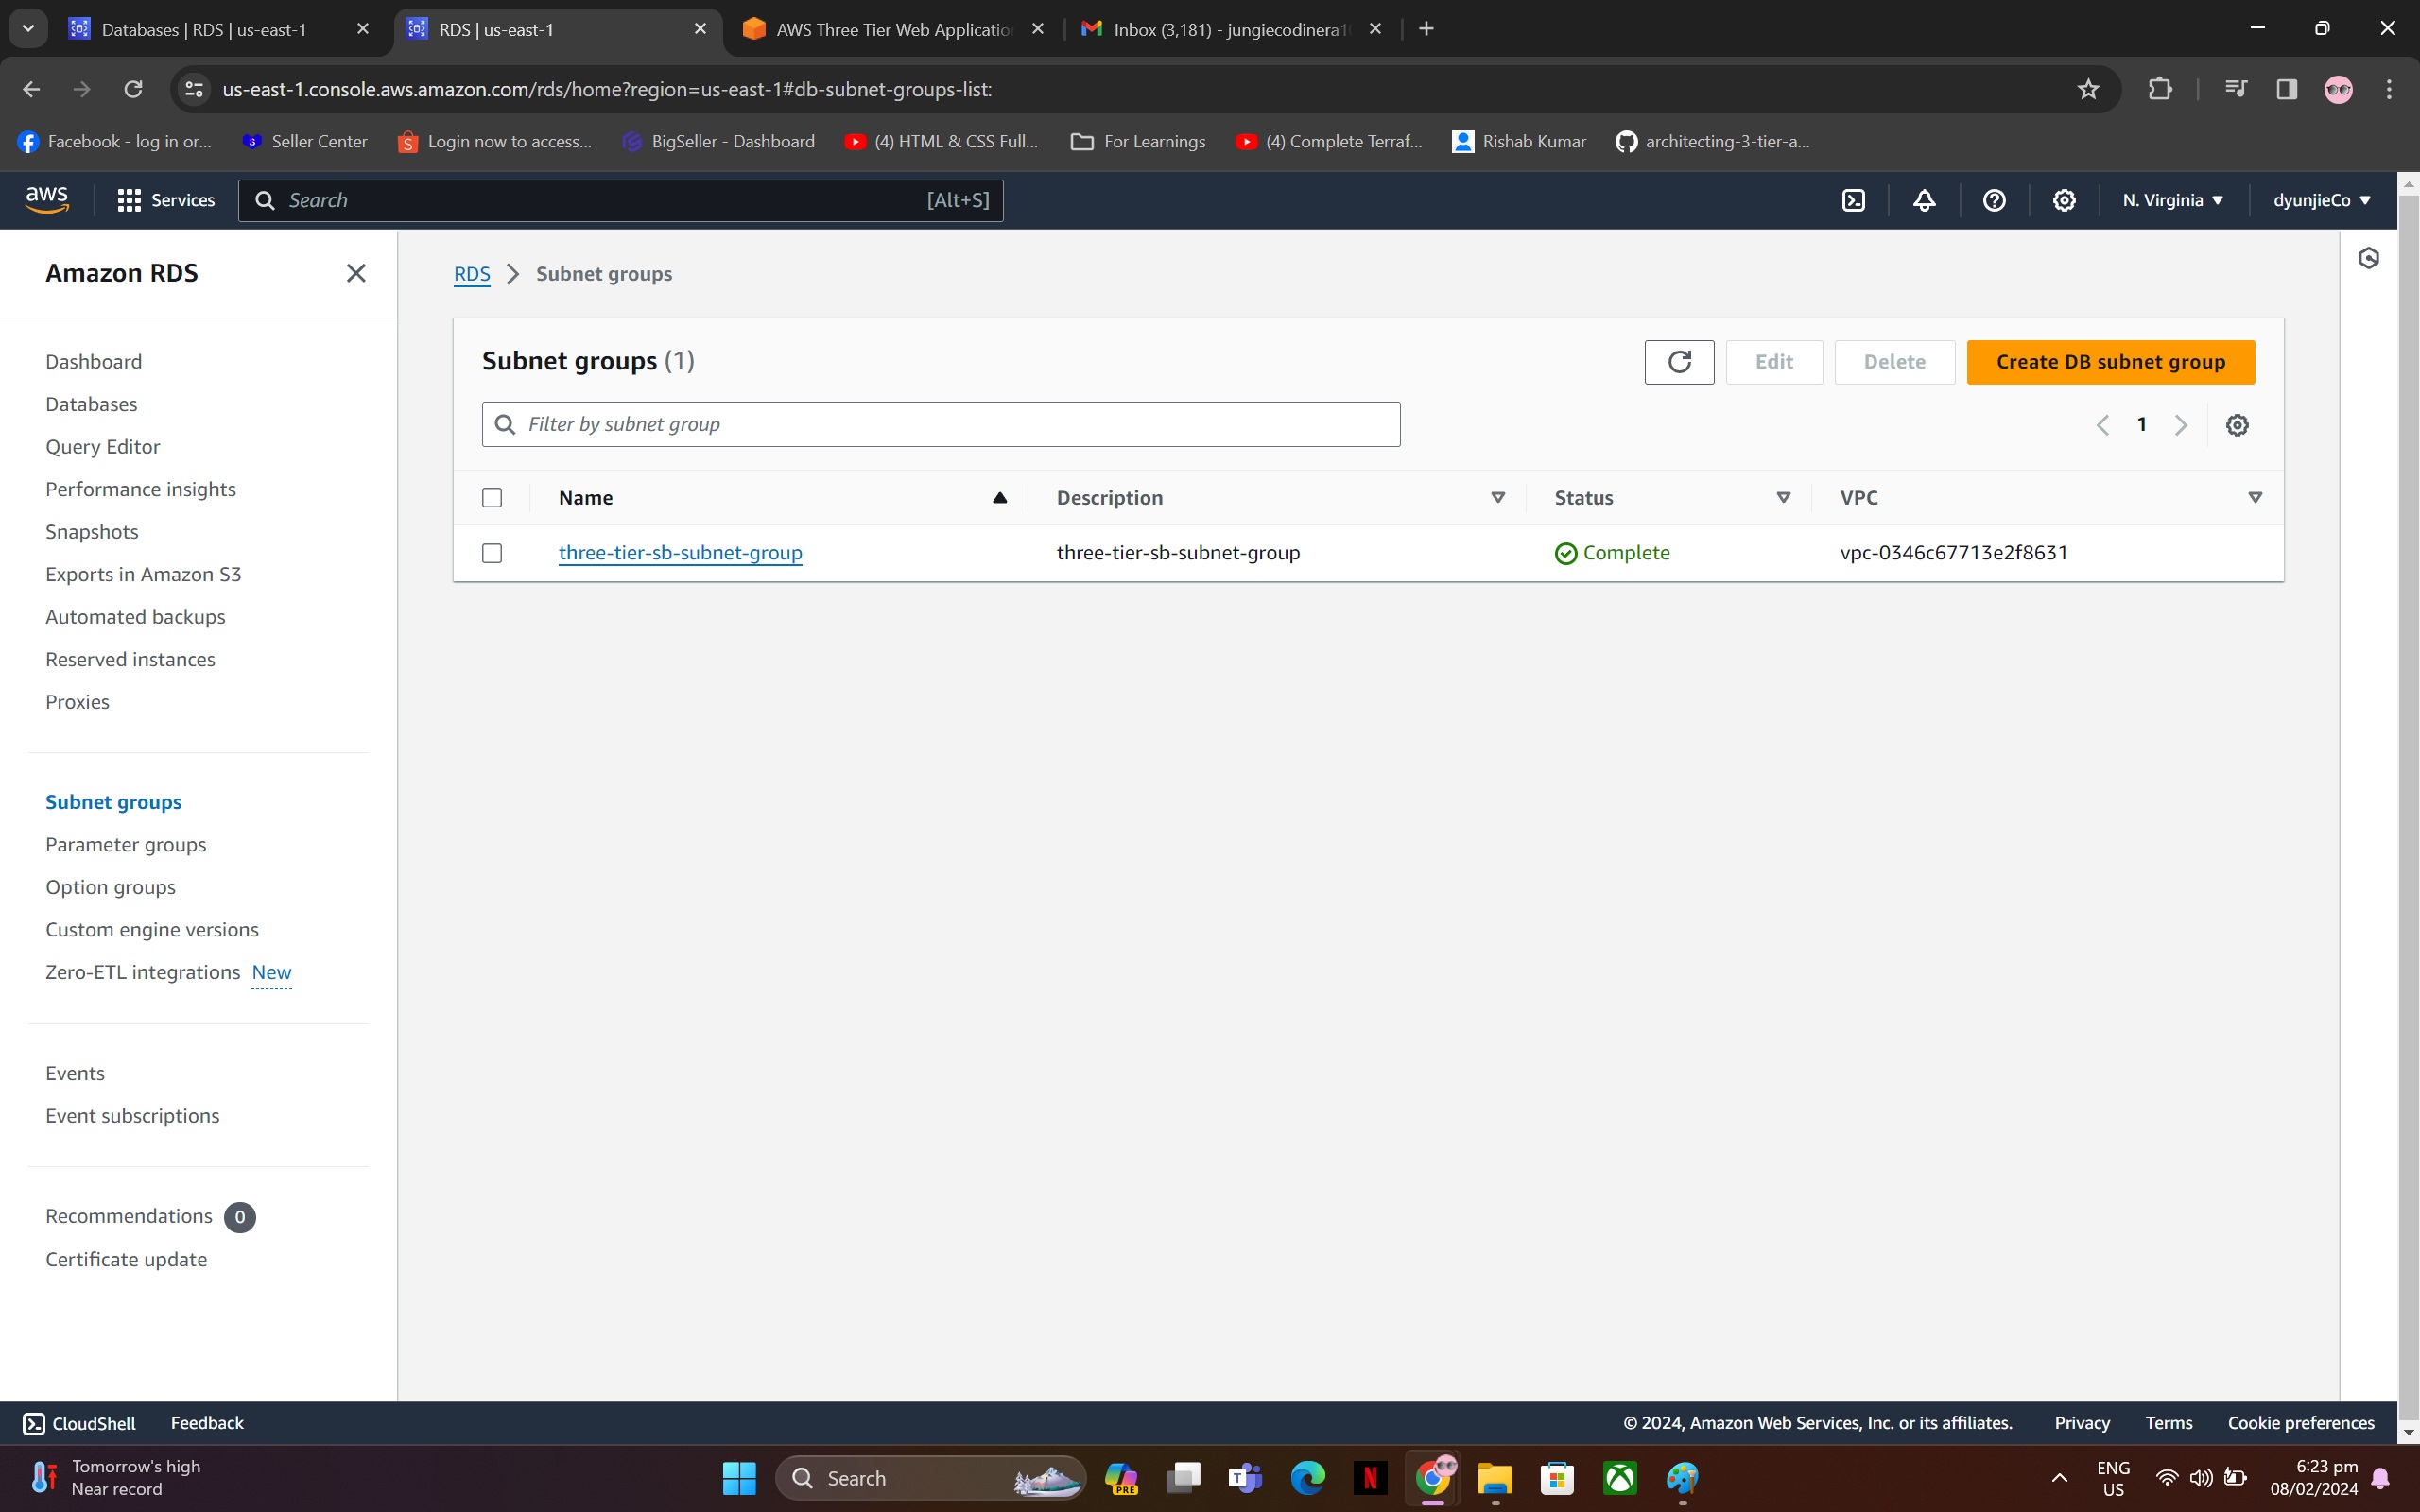 Databases | RDS | us-east-1
RDS | us-east-1
AWS Three Tier Web Applicatio
Inbox (3,181) - jungiecodinera1
us-east-1.console.aws.amazon.com/rds/home?region=us-east-1#db-subnet-groups-list:
Facebook - log in or...
Seller Center
Login now to access...
BigSeller - Dashboard
(4) HTML & CSS Full...
For Learnings
(4) Complete Terraf...
Rishab Kumar
architecting-3-tier-a...
aws
Services
Search
[Alt+S]
N. Virginia
dyunjieCo
Amazon RDS
Dashboard
Databases
Query Editor
Performance insights
Snapshots
Exports in Amazon S3
Automated backups
Reserved instances
Proxies
Subnet groups
Parameter groups
Option groups
Custom engine versions
Zero-ETL integrations New
Events
Event subscriptions
Recommendations 0
Certificate update
RDS > Subnet groups
Subnet groups (1)
Edit
Delete
Create DB subnet group
Filter by subnet group
1
Name Description Status VPC
three-tier-sb-subnet-group three-tier-sb-subnet-group Complete vpc-0346c67713e2f8631
CloudShell
Feedback
© 2024, Amazon Web Services, Inc. or its affiliates.
Privacy
Terms
Cookie preferences
Tomorrow's high
Near record
Search
PRE
T
N
ENG
US
6:23 pm
08/02/2024